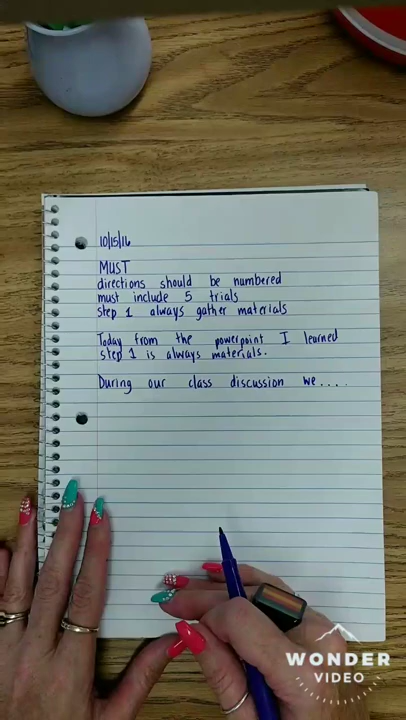 10/15/16
MUST
directions should be numbered
must include 5 trials
step 1 always gather materials
Today from the powerpoint I learned
step 1 is always materials.
During our class discussion we....
WONDER
VIDEO